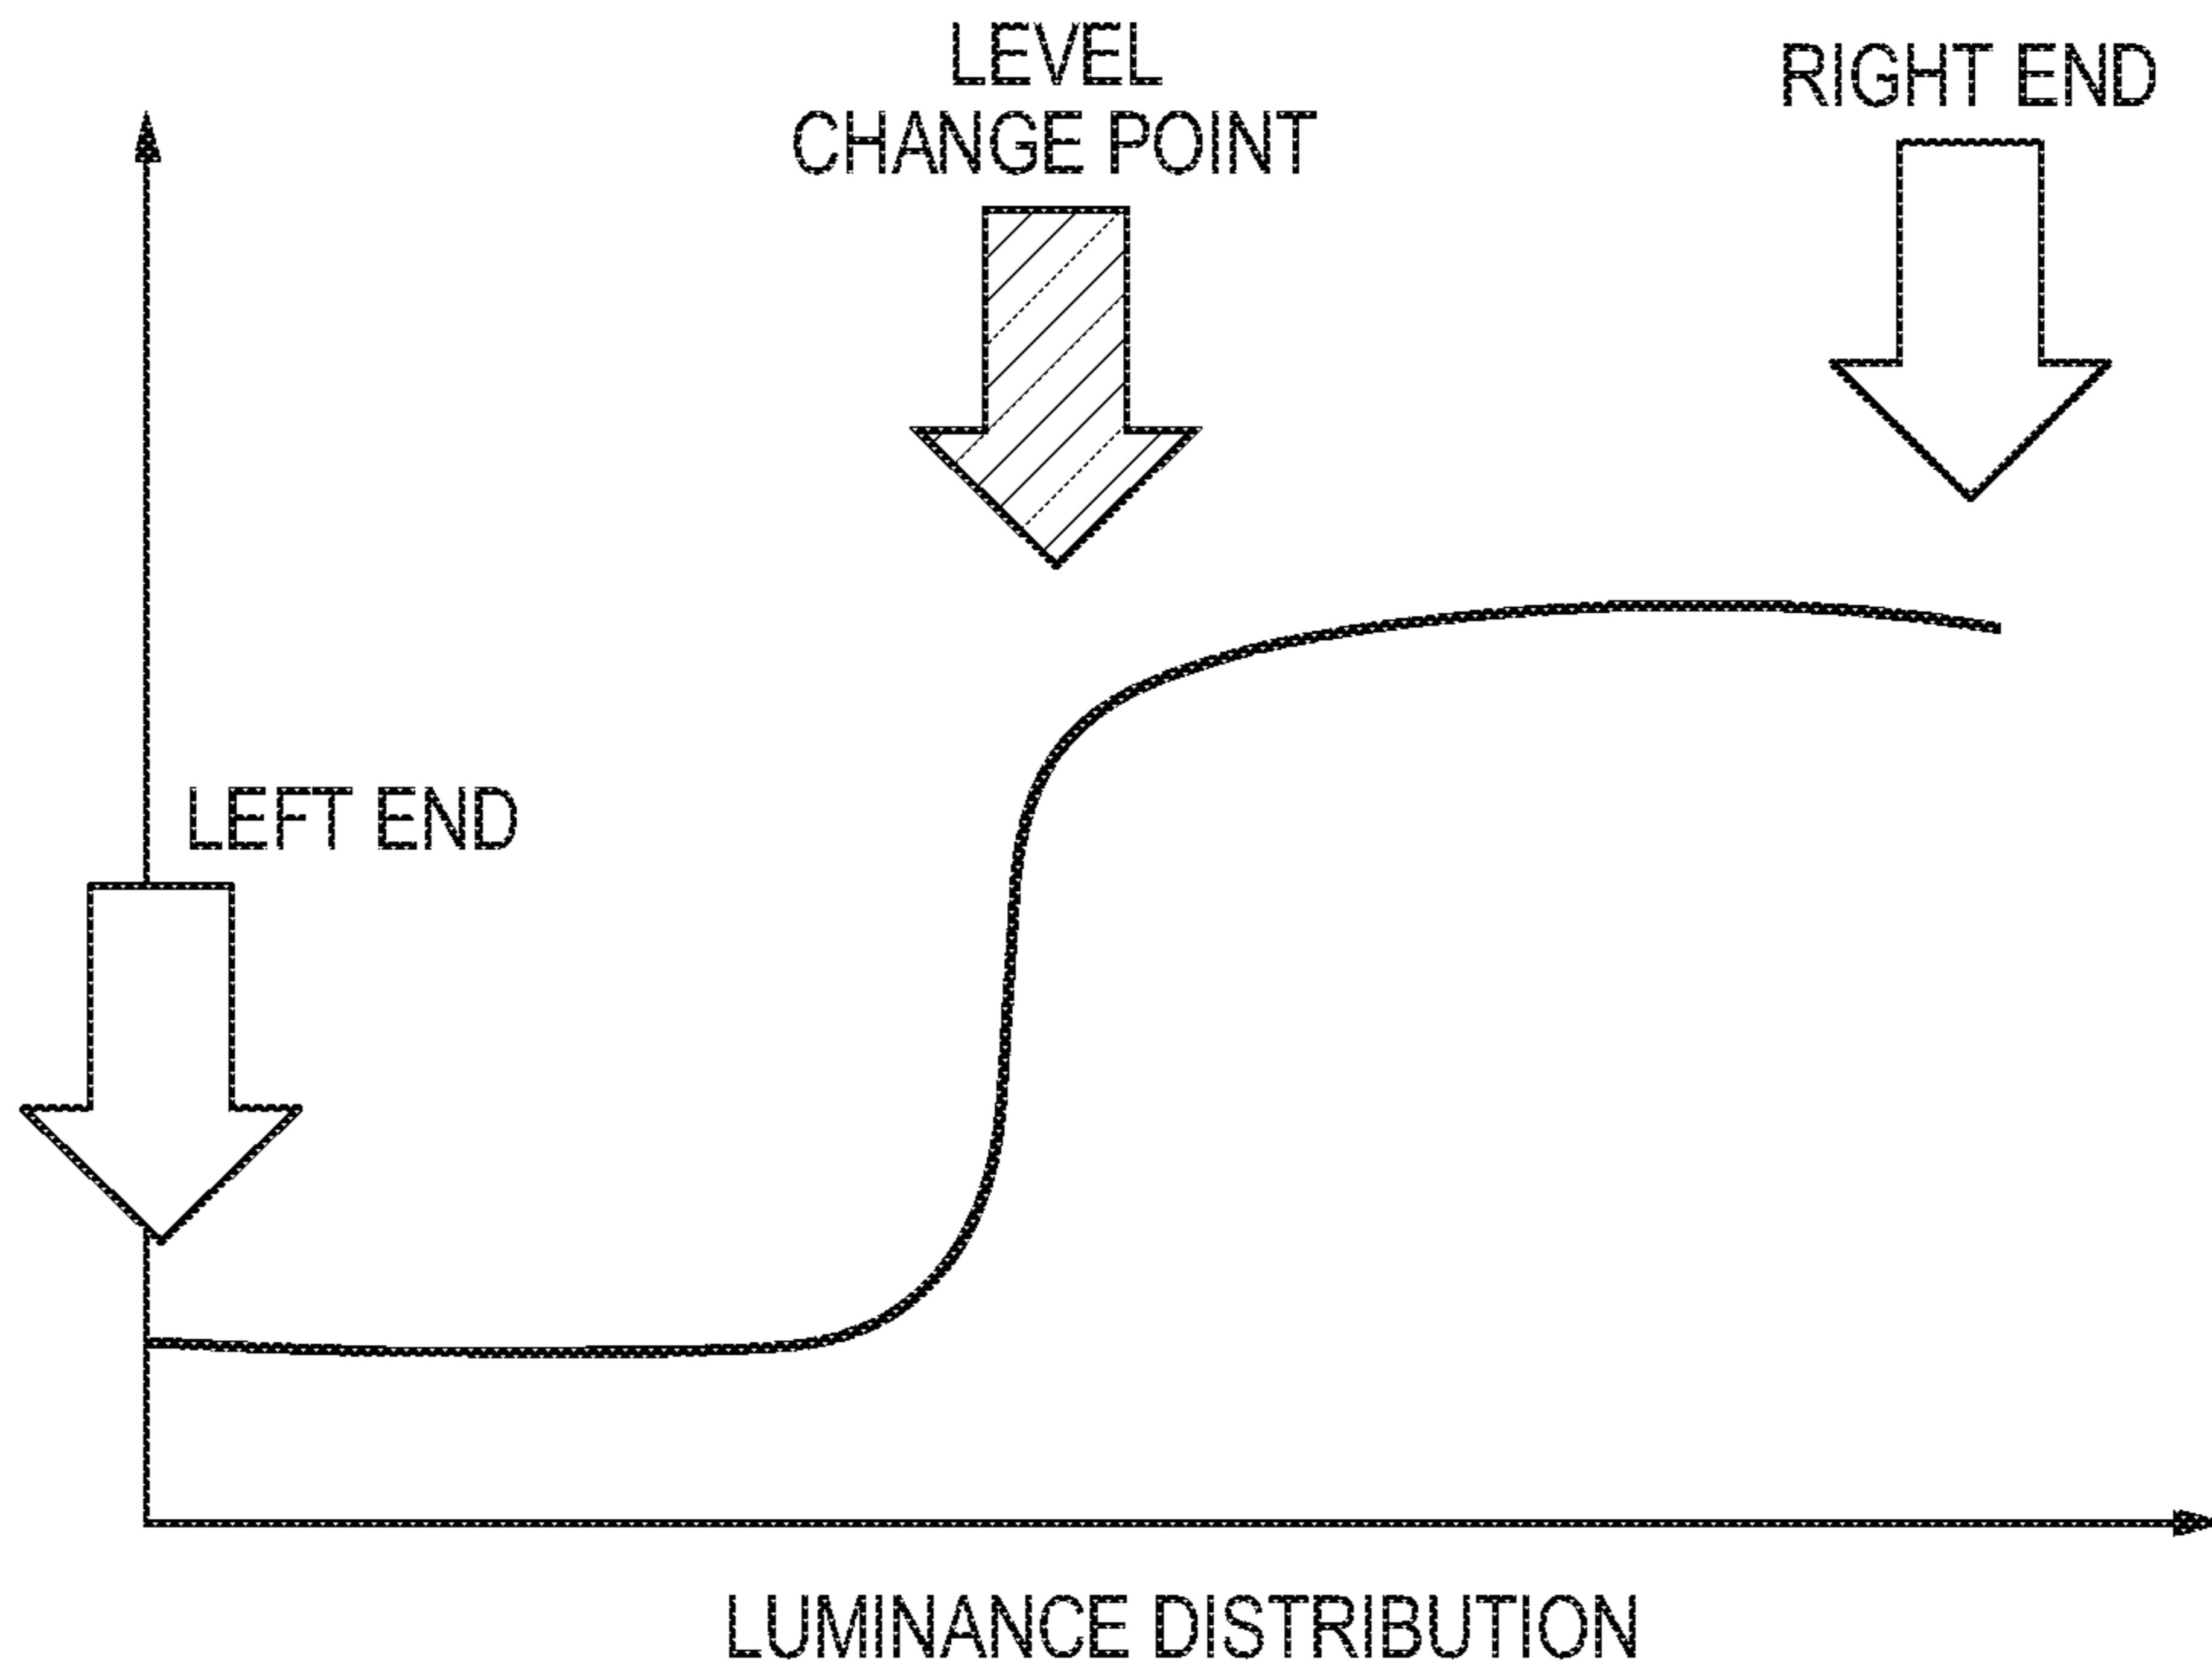 LEVEL
CHANGE POINT
RIGHT END
LEFT END
LUMINANCE DISTRIBUTION